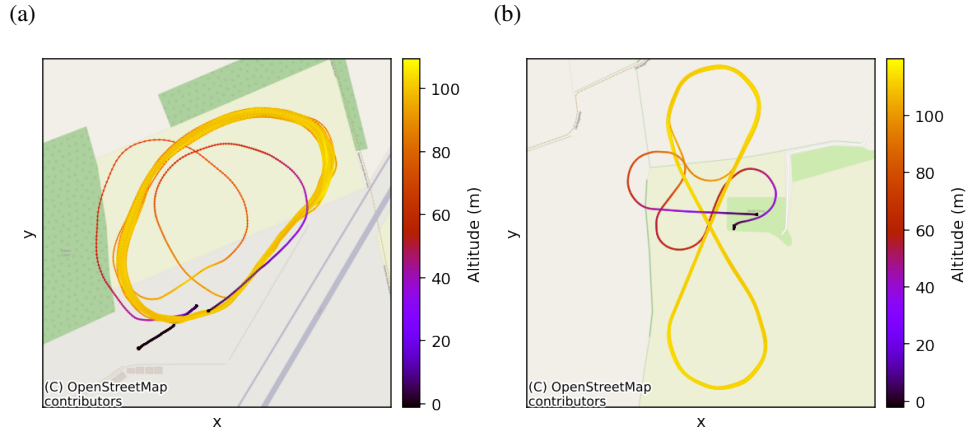 (a)
(b)
100
80
60
40
20
0
Altitude (m)
y
x
(C) OpenStreetMap
contributors
100
80
60
40
20
0
Altitude (m)
y
x
(C) OpenStreetMap
contributors